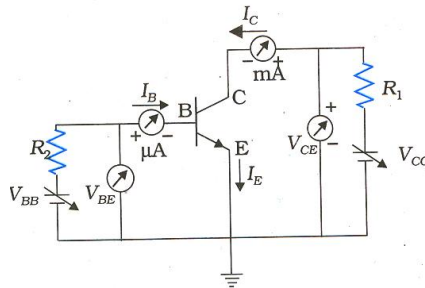 I_C
− +
mA
I_B
B
C
+ −
µA
E
R_2
V_BE
V_BB
I_E
+
V_CE
−
R_1
V_CC